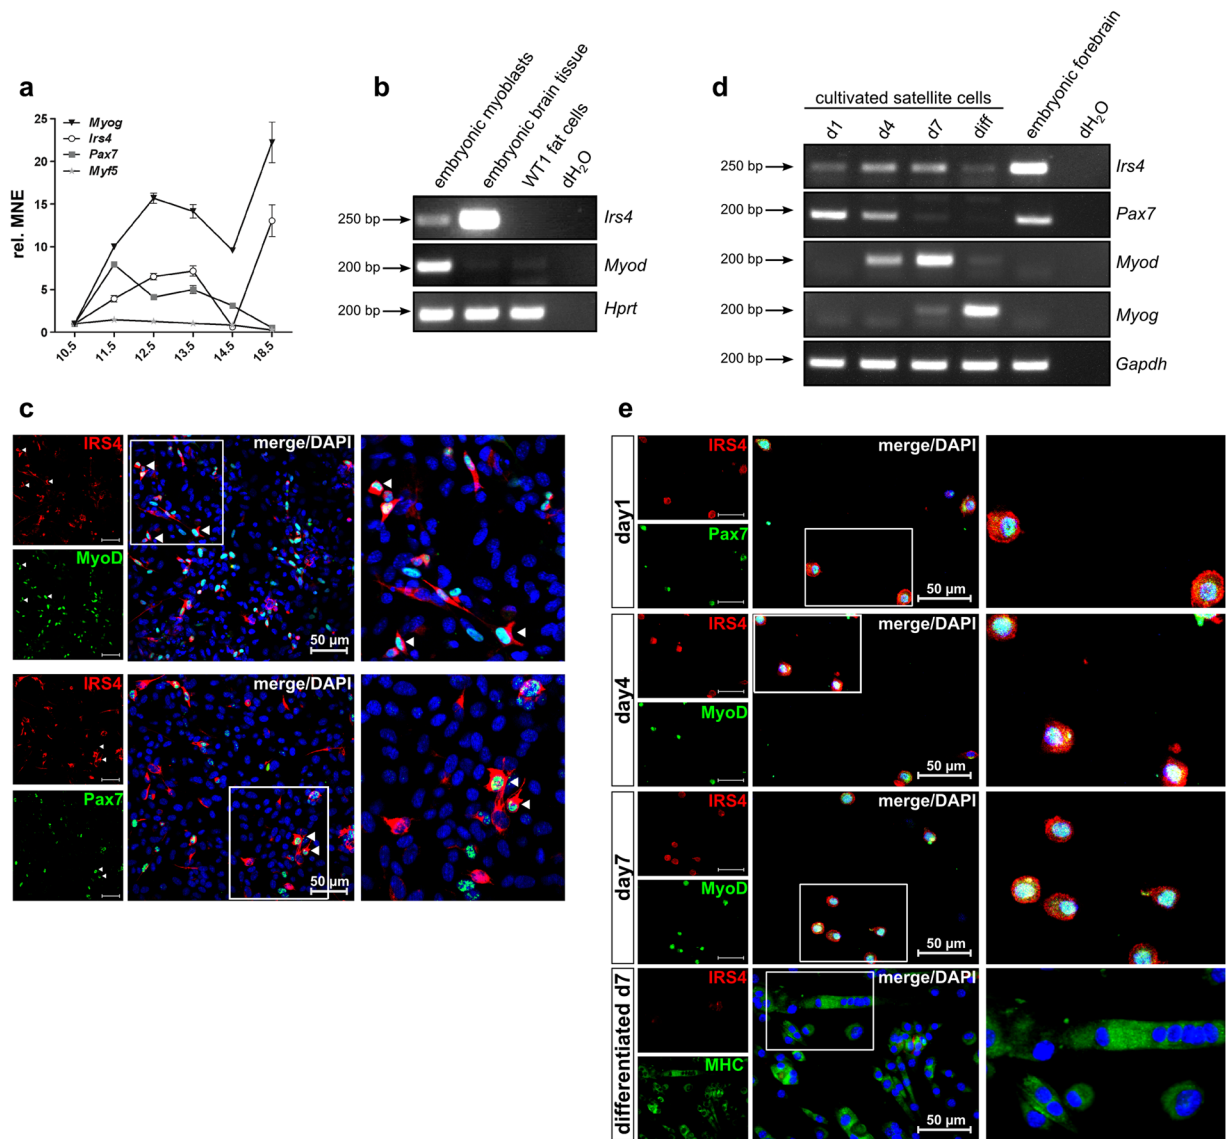 a
Myog
Irs4
Pax7
Myf5
rel. MNE
25
20
15
10
5
0
10.5
11.5
12.5
13.5
14.5
18.5
b
embryonic myoblasts
embryonic brain tissue
WT1 fat cells
dH₂O
250 bp
Irs4
200 bp
Myod
200 bp
Hprt
d
cultivated satellite cells
d1
d4
d7
diff
embryonic forebrain
dH₂O
250 bp
Irs4
200 bp
Pax7
200 bp
Myod
200 bp
Myog
200 bp
Gapdh
c
IRS4
MyoD
merge/DAPI
50 µm
IRS4
Pax7
merge/DAPI
50 µm
e
day1
IRS4
Pax7
merge/DAPI
50 µm
day4
IRS4
MyoD
merge/DAPI
50 µm
day7
IRS4
MyoD
merge/DAPI
50 µm
differentiated d7
IRS4
MHC
merge/DAPI
50 µm